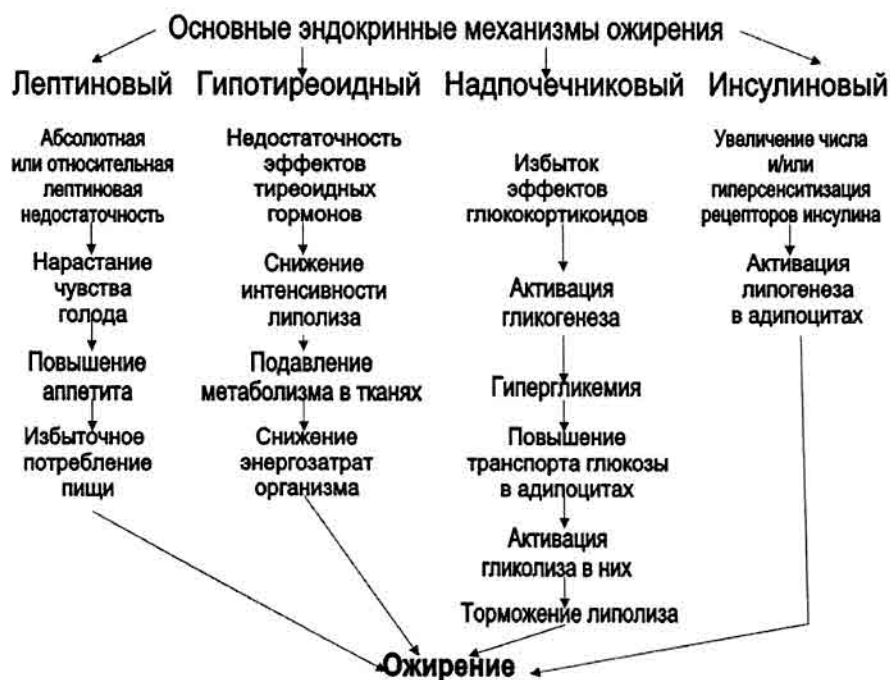 Основные эндокринные механизмы ожирения
Лептиновый
Абсолютная
или относительная
лептиновая
недостаточность
Нарастание
чувства
голода
Повышение
аппетита
Избыточное
потребление
пищи
Гипотиреоидный
Недостаточность
эффектов
тиреоидных
гормонов
Снижение
интенсивности
липолиза
Подавление
метаболизма в тканях
Снижение
энергозатрат
организма
Надпочечниковый
Избыток
эффектов
глюкокортикоидов
Активация
гликогенеза
Гипергликемия
Повышение
транспорта глюкозы
в адипоцитах
Активация
гликолиза в них
Торможение липолиза
Инсулиновый
Увеличение числа
и/или
гиперсенситизация
рецепторов инсулина
Активация
липогенеза
в адипоцитах
Ожирение